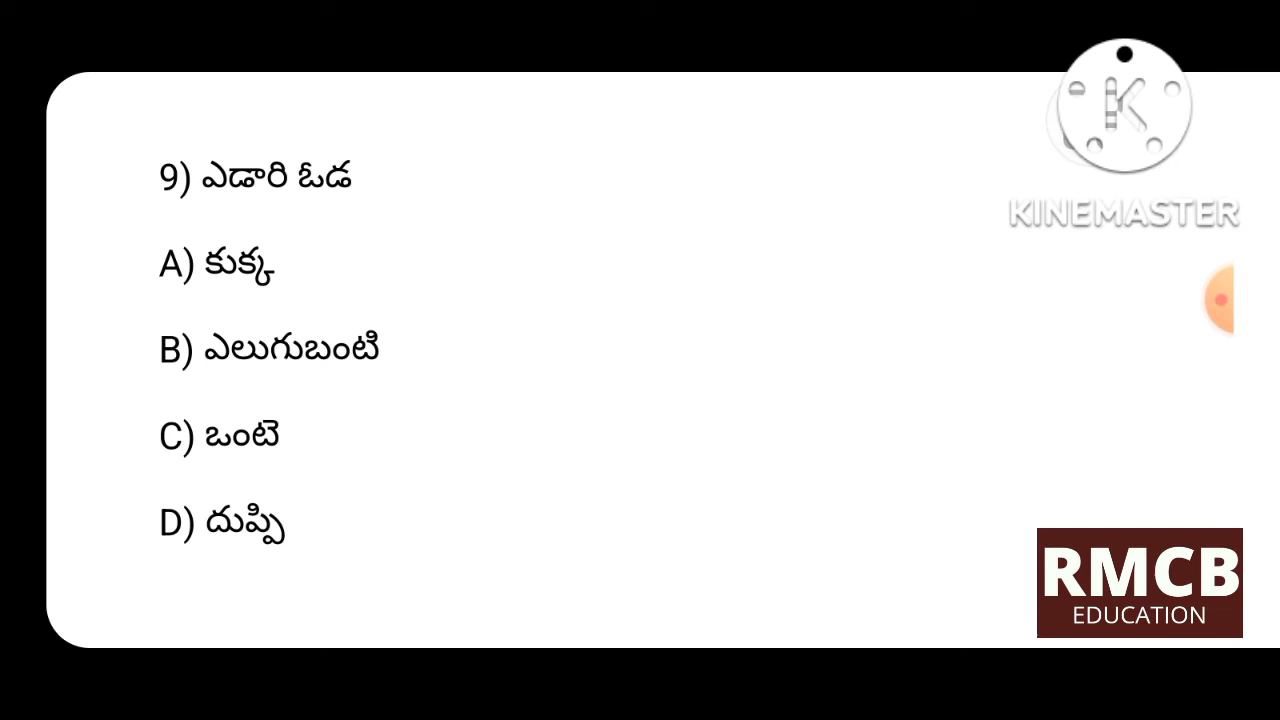 KINEMASTER
9) ఎడారి ఓడ
A) కుక్క
B) ఎలుగుబంటి
C) ఒంటె
D) దుప్పి
RMCB
EDUCATION